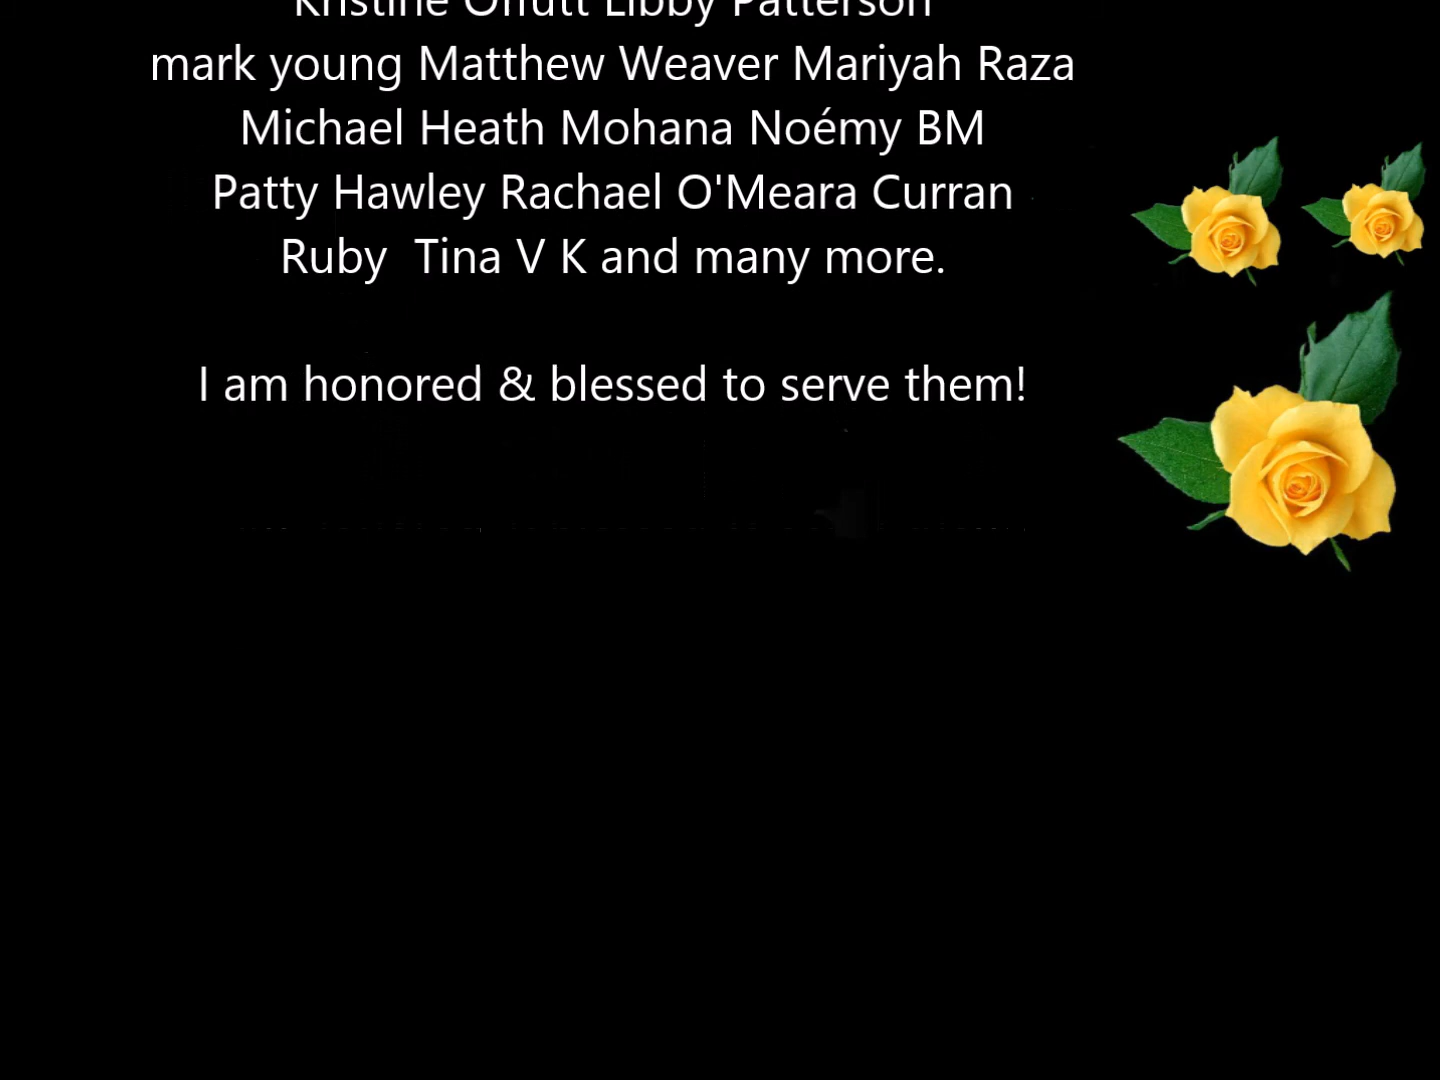 Kristine Offutt Libby Patterson
mark young Matthew Weaver Mariyah Raza
Michael Heath Mohana Noémy BM
Patty Hawley Rachael O'Meara Curran
Ruby  Tina V K and many more.
I am honored & blessed to serve them!